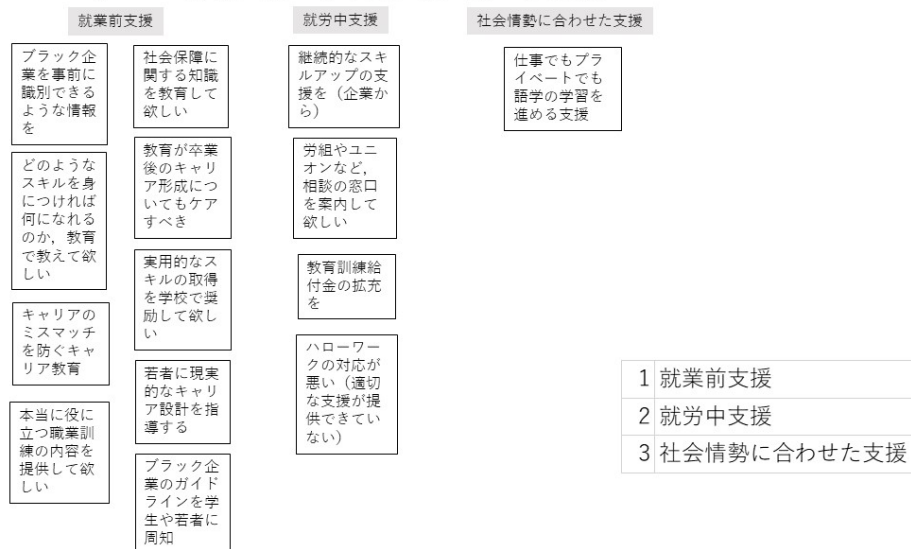 就業前支援
ブラック企
業を事前に
識別できる
ような情報
を
どのような
スキルを身
につければ
何になれる
のか，教育
で教えて欲
しい
キャリアの
ミスマッチ
を防ぐキャ
リア教育
本当に役に
立つ職業訓
練の内容を
提供して欲
しい
社会保障に
関する知識
を教育して
欲しい
教育が卒業
後のキャリ
ア形成につ
いてもケア
すべき
実用的なス
キルの取得
を学校で奨
励して欲し
い
若者に現実
的なキャリ
ア設計を指
導する
ブラック企
業のガイド
ラインを学
生や若者に
周知
就労中支援
継続的なスキ
ルアップの支
援を（企業か
ら）
労組やユニ
オンなど，
相談の窓口
を案内して
欲しい
教育訓練給
付金の拡充
を
ハローワー
クの対応が
悪い（適切
な支援が提
供できてい
ない）
社会情勢に合わせた支援
仕事でもプラ
イベートでも
語学の学習を
進める支援
1 就業前支援
2 就労中支援
3 社会情勢に合わせた支援